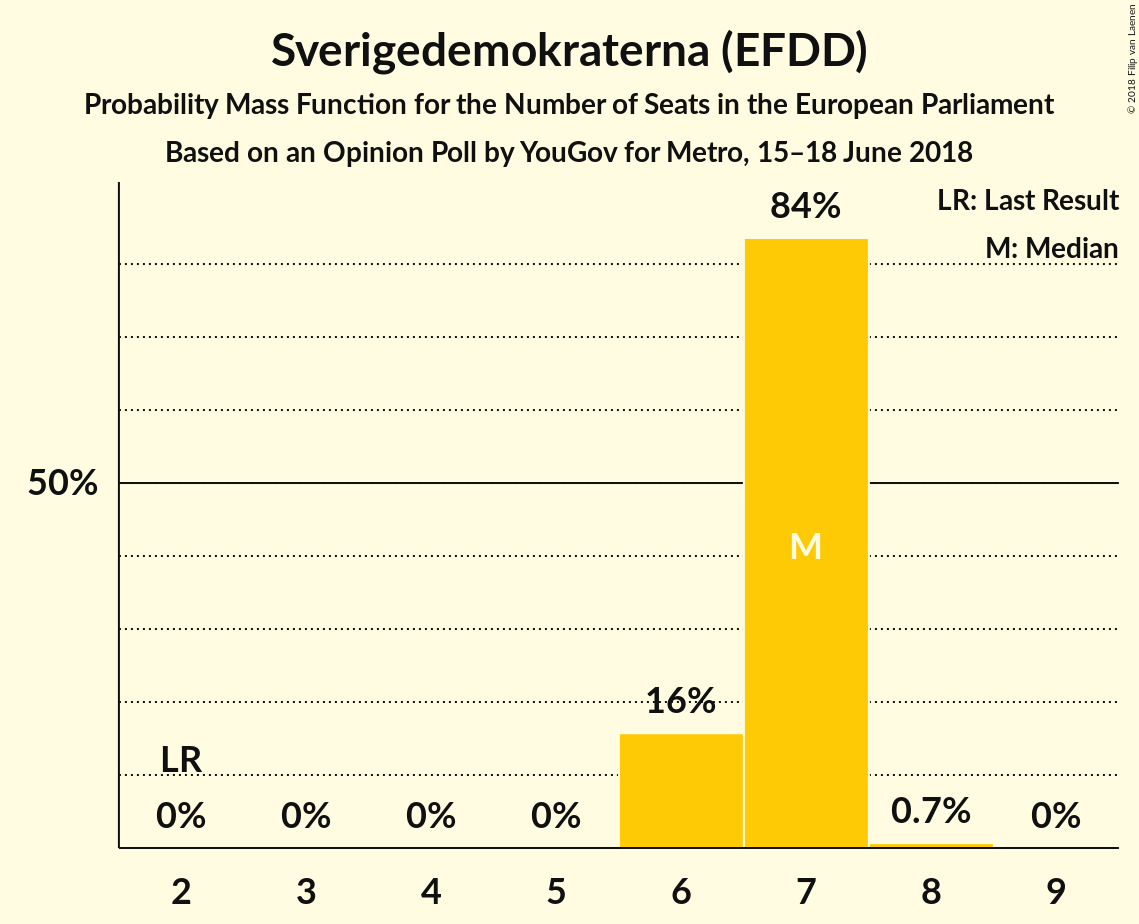 Sverigedemokraterna (EFDD)
Probability Mass Function for the Number of Seats in the European Parliament
Based on an Opinion Poll by YouGov for Metro, 15–18 June 2018
© 2018 Filip van Laenen
LR: Last Result
M: Median
84%
50%
M
16%
LR
0% 0% 0% 0% 0.7% 0%
2 3 4 5 6 7 8 9